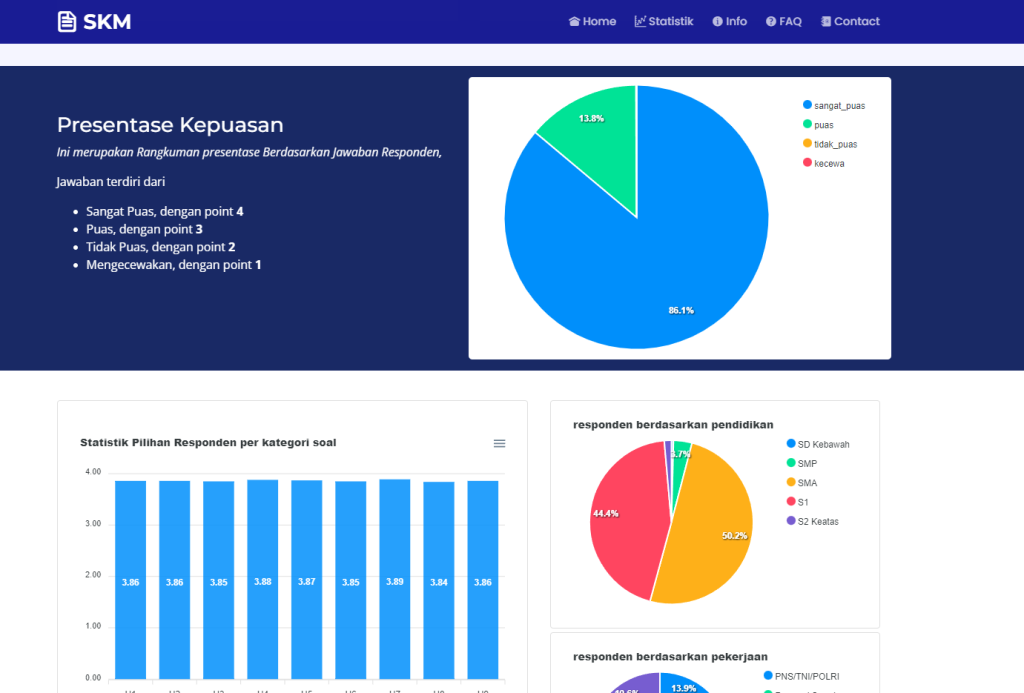 SKM
Home Statistik Info FAQ Contact
Presentase Kepuasan
Ini merupakan Rangkuman presentase Berdasarkan Jawaban Responden,
Jawaban terdiri dari
Sangat Puas, dengan point 4
Puas, dengan point 3
Tidak Puas, dengan point 2
Mengecewakan, dengan point 1
13.8%
86.1%
sangat_puas
puas
tidak_puas
kecewa
Statistik Pilihan Responden per kategori soal
4.00
3.00
2.00
1.00
0.00
3.86 3.86 3.85 3.88 3.87 3.85 3.89 3.84 3.86
responden berdasarkan pendidikan
3.7%
44.4%
50.2%
SD Kebawah
SMP
SMA
S1
S2 Keatas
responden berdasarkan pekerjaan
13.9%
PNS/TNI/POLRI